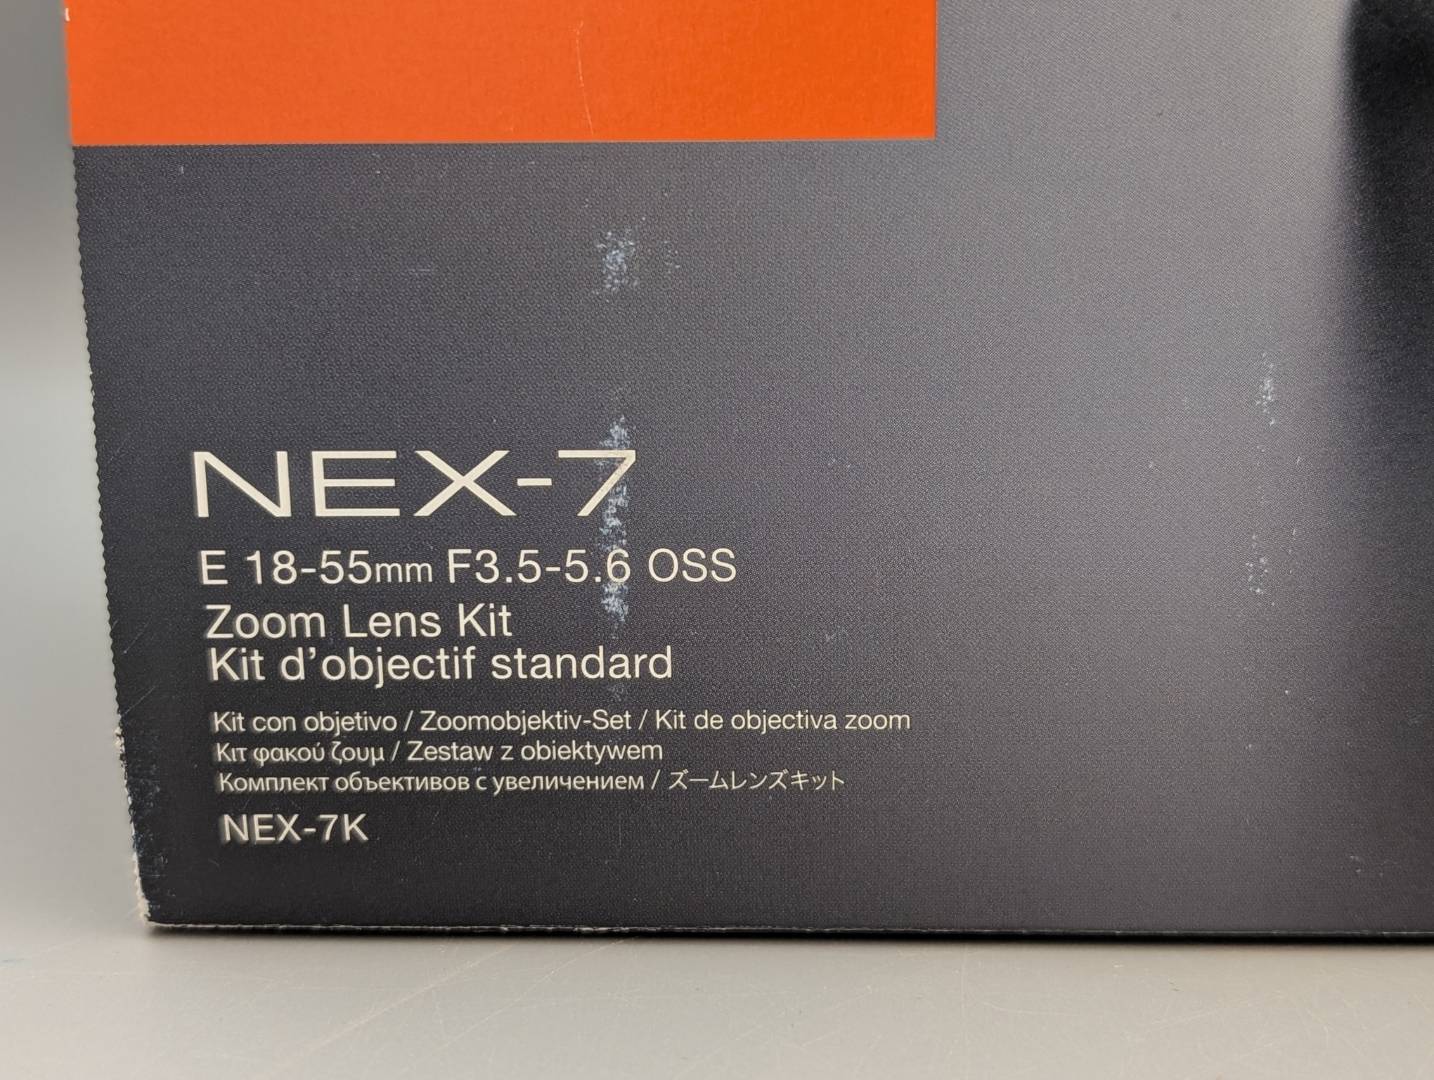 NEX-7
E 18-55mm F3.5-5.6 OSS
Zoom Lens Kit
Kit d'objectif standard
Kit con objetivo / Zoomobjektiv-Set / Kit de objectiva zoom
Κιτ φακού ζουμ / Zestaw z obiektywem
Комплект объективов с увеличением / ズームレンズキット
NEX-7K